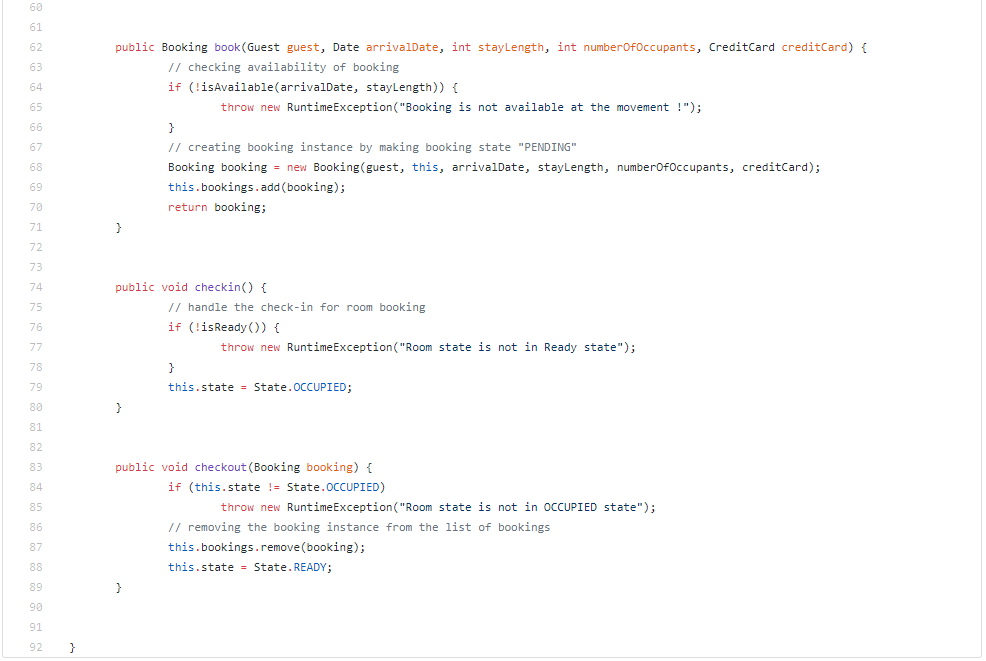 60
61
62 public Booking book(Guest guest, Date arrivalDate, int stayLength, int numberOfOccupants, CreditCard creditCard) {
63 // checking availability of booking
64 if (!isAvailable(arrivalDate, stayLength)) {
65 throw new RuntimeException("Booking is not available at the movement !");
66 }
67 // creating booking instance by making booking state "PENDING"
68 Booking booking = new Booking(guest, this, arrivalDate, stayLength, numberOfOccupants, creditCard);
69 this.bookings.add(booking);
70 return booking;
71 }
72
73
74 public void checkin() {
75 // handle the check-in for room booking
76 if (!isReady()) {
77 throw new RuntimeException("Room state is not in Ready state");
78 }
79 this.state = State.OCCUPIED;
80 }
81
82
83 public void checkout(Booking booking) {
84 if (this.state != State.OCCUPIED)
85 throw new RuntimeException("Room state is not in OCCUPIED state");
86 // removing the booking instance from the list of bookings
87 this.bookings.remove(booking);
88 this.state = State.READY;
89 }
90
91
92 }